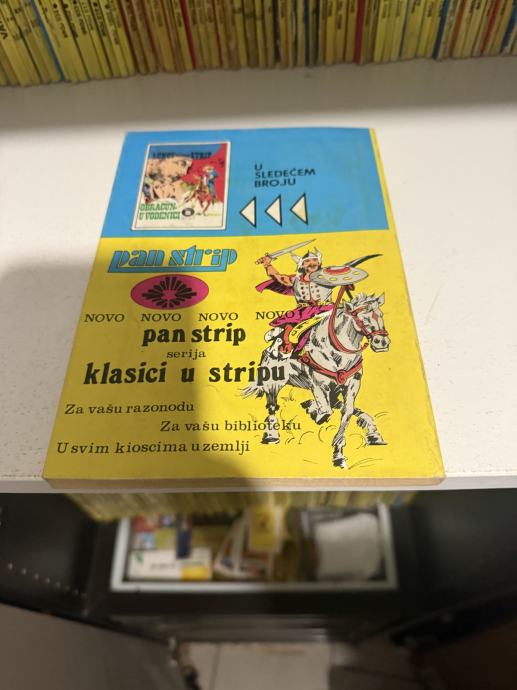 U
SLEDEĆEM
BROJU
STRIP
OBRAČUN
U VODENICI
pan strip
NOVO NOVO NOVO NOVO
pan strip
serija
klasici u stripu
Za vašu razonodu
Za vašu biblioteku
U svim kioscima u zemlji